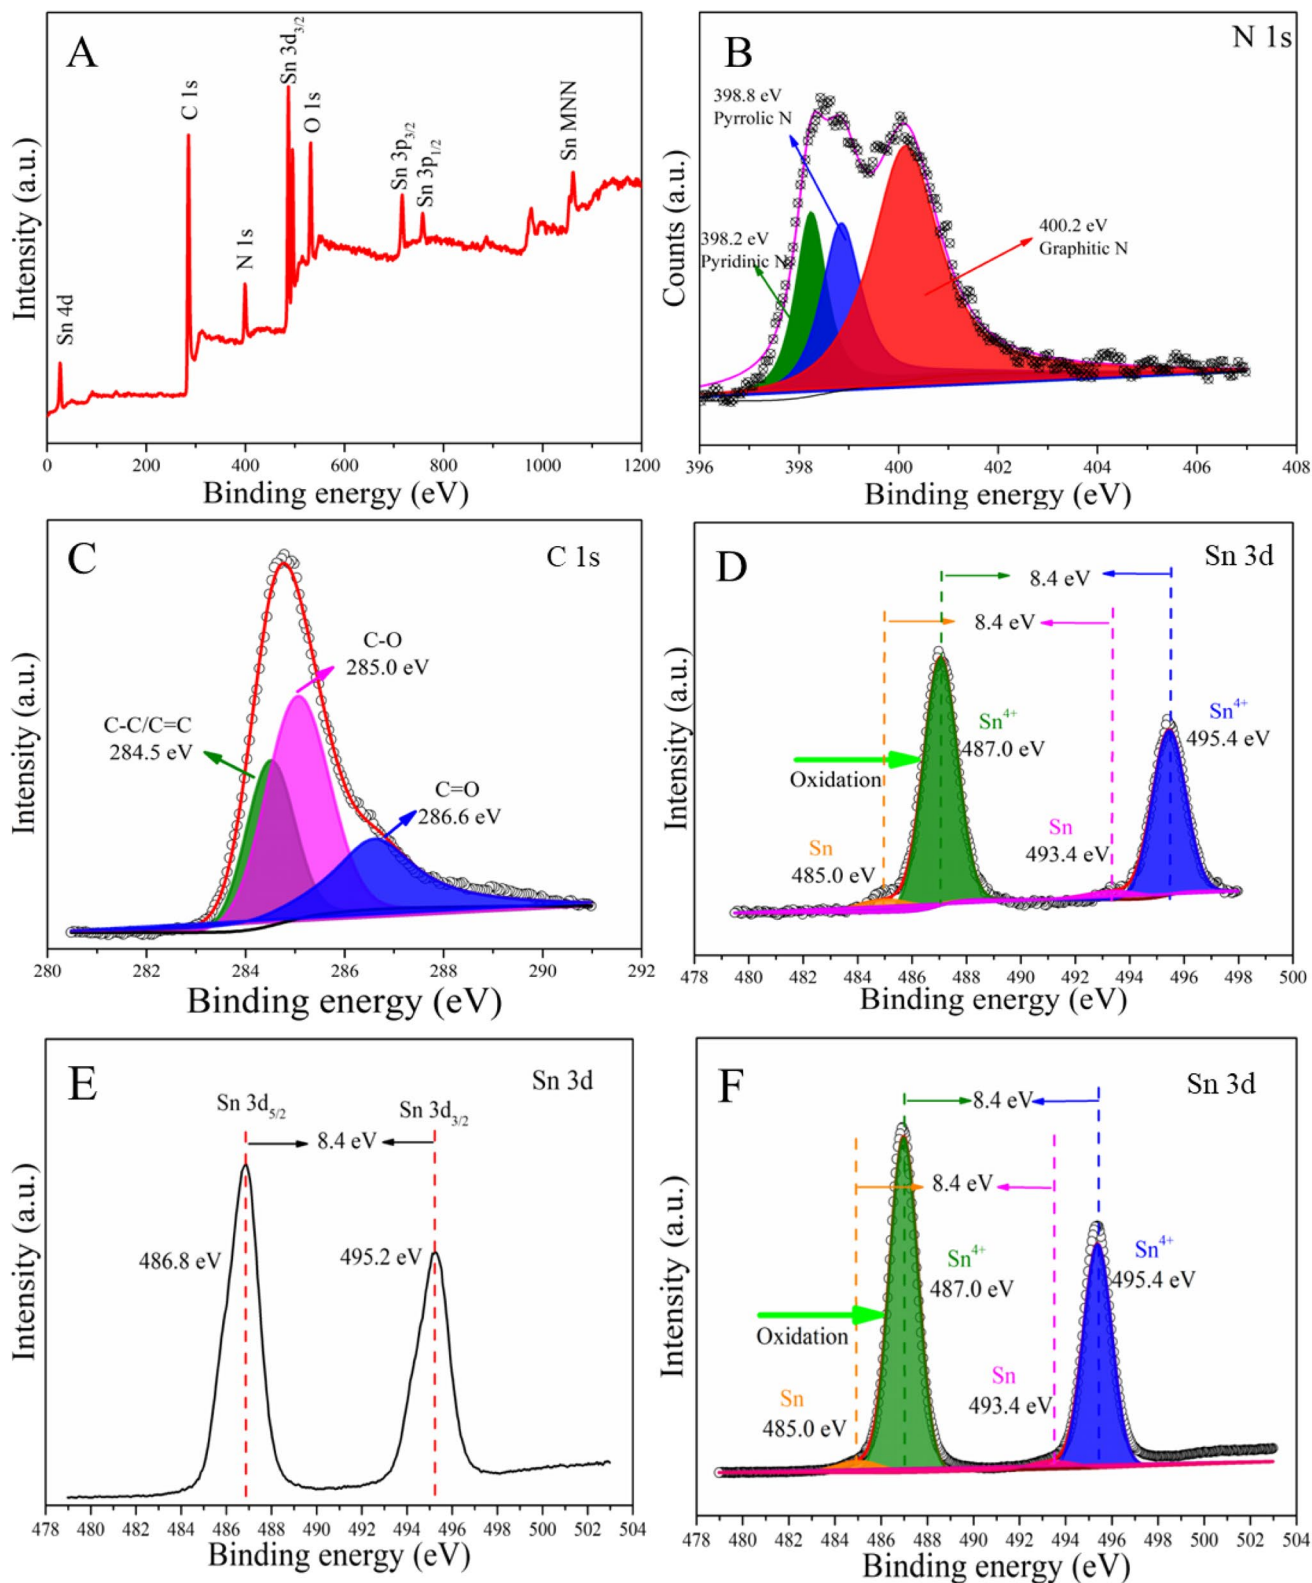 A
Sn 4d
C 1s
N 1s
Sn 3d3/2
O 1s
Sn 3p3/2
Sn 3p1/2
Sn MNN
Intensity (a.u.)
0 200 400 600 800 1000 1200
Binding energy (eV)
B
N 1s
398.8 eV
Pyrrolic N
398.2 eV
Pyridinic N
400.2 eV
Graphitic N
Counts (a.u.)
396 398 400 402 404 406 408
Binding energy (eV)
C
C 1s
C-O
285.0 eV
C-C/C=C
284.5 eV
C=O
286.6 eV
Intensity (a.u.)
280 282 284 286 288 290 292
Binding energy (eV)
D
Sn 3d
8.4 eV
8.4 eV
Sn4+
487.0 eV
Sn4+
495.4 eV
Oxidation
Sn
485.0 eV
Sn
493.4 eV
Intensity (a.u.)
478 480 482 484 486 488 490 492 494 496 498 500
Binding energy (eV)
E
Sn 3d
Sn 3d5/2
Sn 3d3/2
8.4 eV
486.8 eV
495.2 eV
Intensity (a.u.)
478 480 482 484 486 488 490 492 494 496 498 500 502 504
Binding energy (eV)
F
Sn 3d
8.4 eV
8.4 eV
Sn4+
487.0 eV
Sn4+
495.4 eV
Oxidation
Sn
485.0 eV
Sn
493.4 eV
Intensity (a.u.)
478 480 482 484 486 488 490 492 494 496 498 500 502 504
Binding energy (eV)